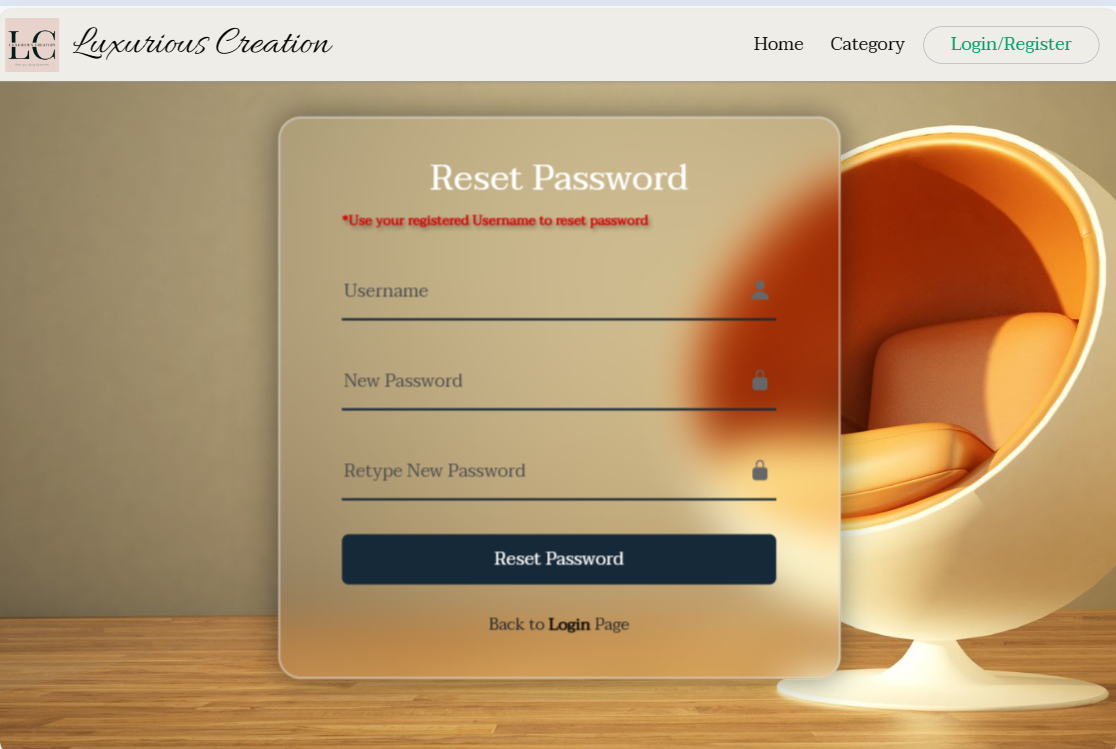 LC
Luxurious Creation
Home
Category
Login/Register
Reset Password
*Use your registered Username to reset password
Username
New Password
Retype New Password
Reset Password
Back to Login Page